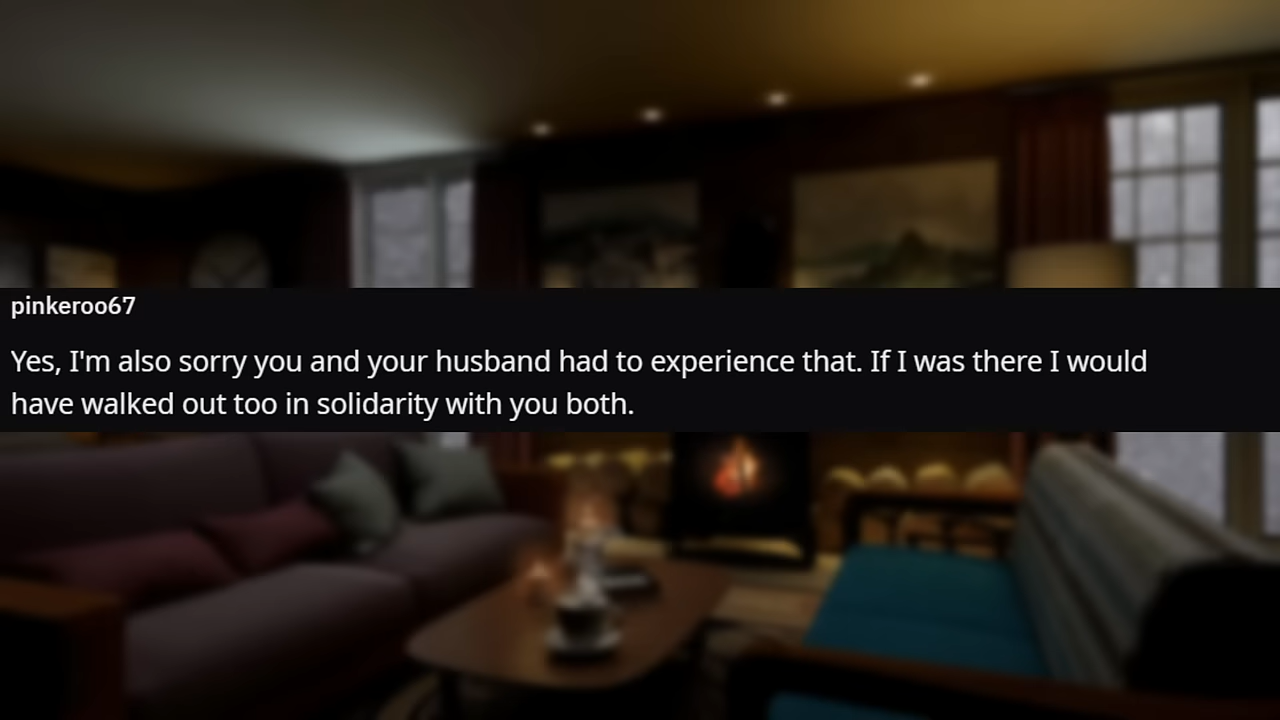 pinkeroo67
Yes, I'm also sorry you and your husband had to experience that. If I was there I would
have walked out too in solidarity with you both.